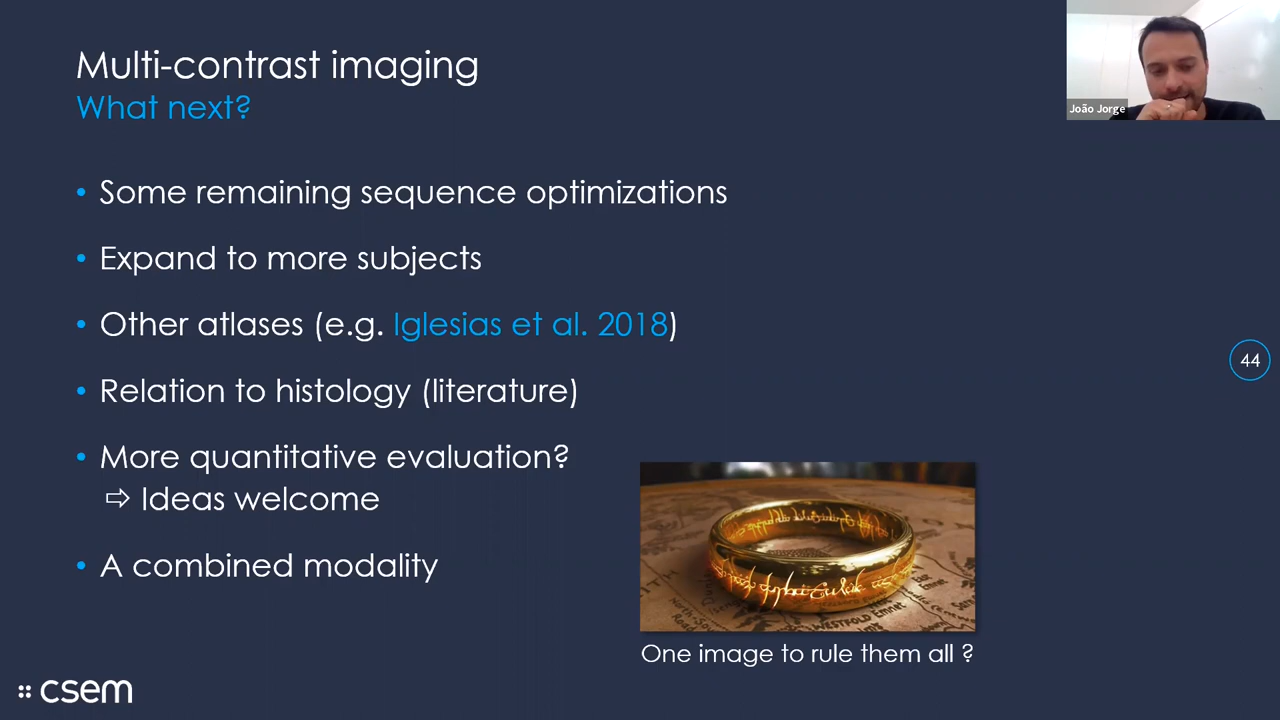 Multi-contrast imaging
What next?
João Jorge
• Some remaining sequence optimizations
• Expand to more subjects
• Other atlases (e.g. Iglesias et al. 2018)
44
• Relation to histology (literature)
• More quantitative evaluation?
⇨ Ideas welcome
• A combined modality
WESTFOLD
One image to rule them all ?
csem